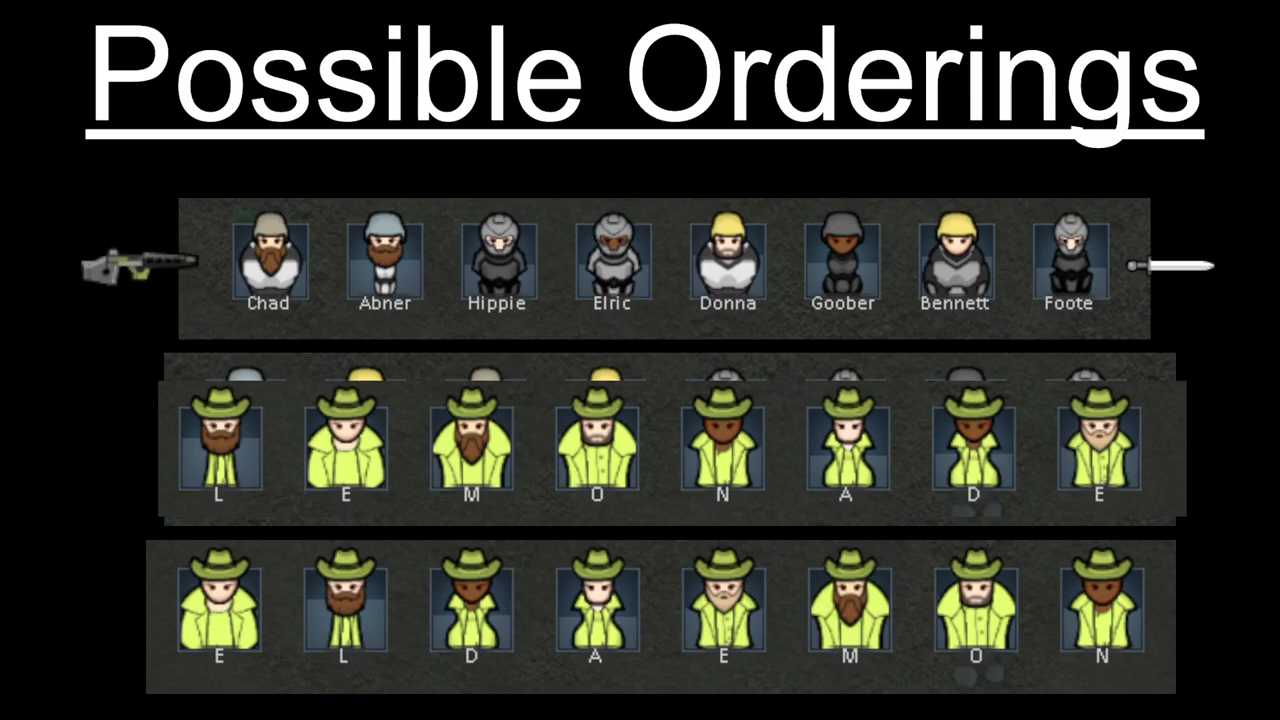 Possible Orderings
Chad Abner Hippie Elric Donna Goober Bennett Foote
L E M O N A D E
E L D A E M O N